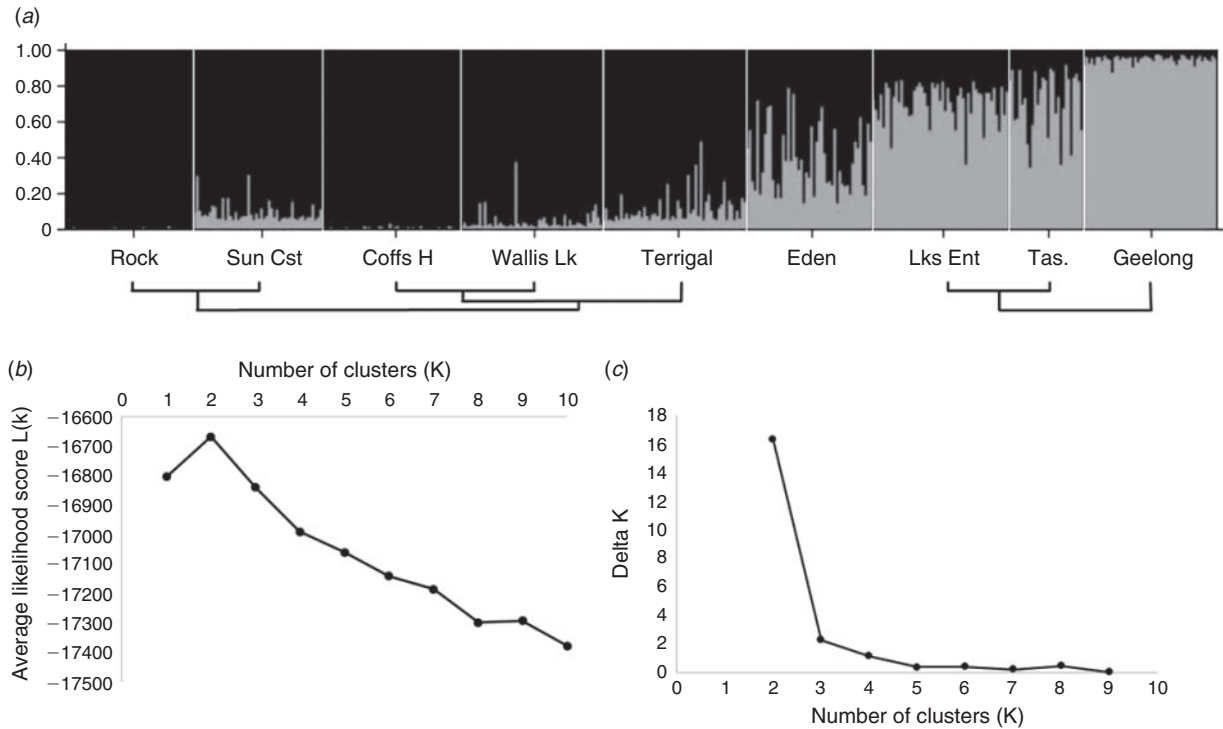 (a)
1.00
0.80
0.60
0.40
0.20
0
Rock Sun Cst Coffs H Wallis Lk Terrigal Eden Lks Ent Tas. Geelong
(b)
Number of clusters (K)
0 1 2 3 4 5 6 7 8 9 10
Average likelihood score L(k)
−16600
−16700
−16800
−16900
−17000
−17100
−17200
−17300
−17400
−17500
(c)
Delta K
18
16
14
12
10
8
6
4
2
0
0 1 2 3 4 5 6 7 8 9 10
Number of clusters (K)